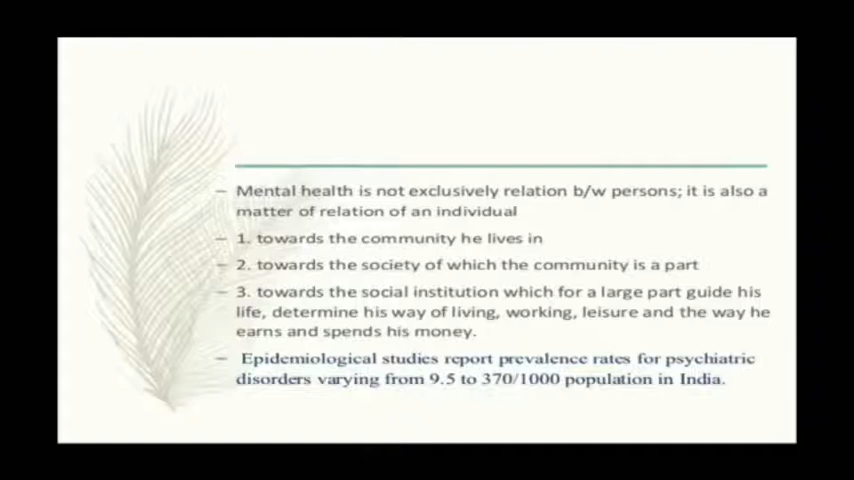 – Mental health is not exclusively relation b/w persons; it is also a
matter of relation of an individual
– 1. towards the community he lives in
– 2. towards the society of which the community is a part
– 3. towards the social institution which for a large part guide his
life, determine his way of living, working, leisure and the way he
earns and spends his money.
– Epidemiological studies report prevalence rates for psychiatric
disorders varying from 9.5 to 370/1000 population in India.